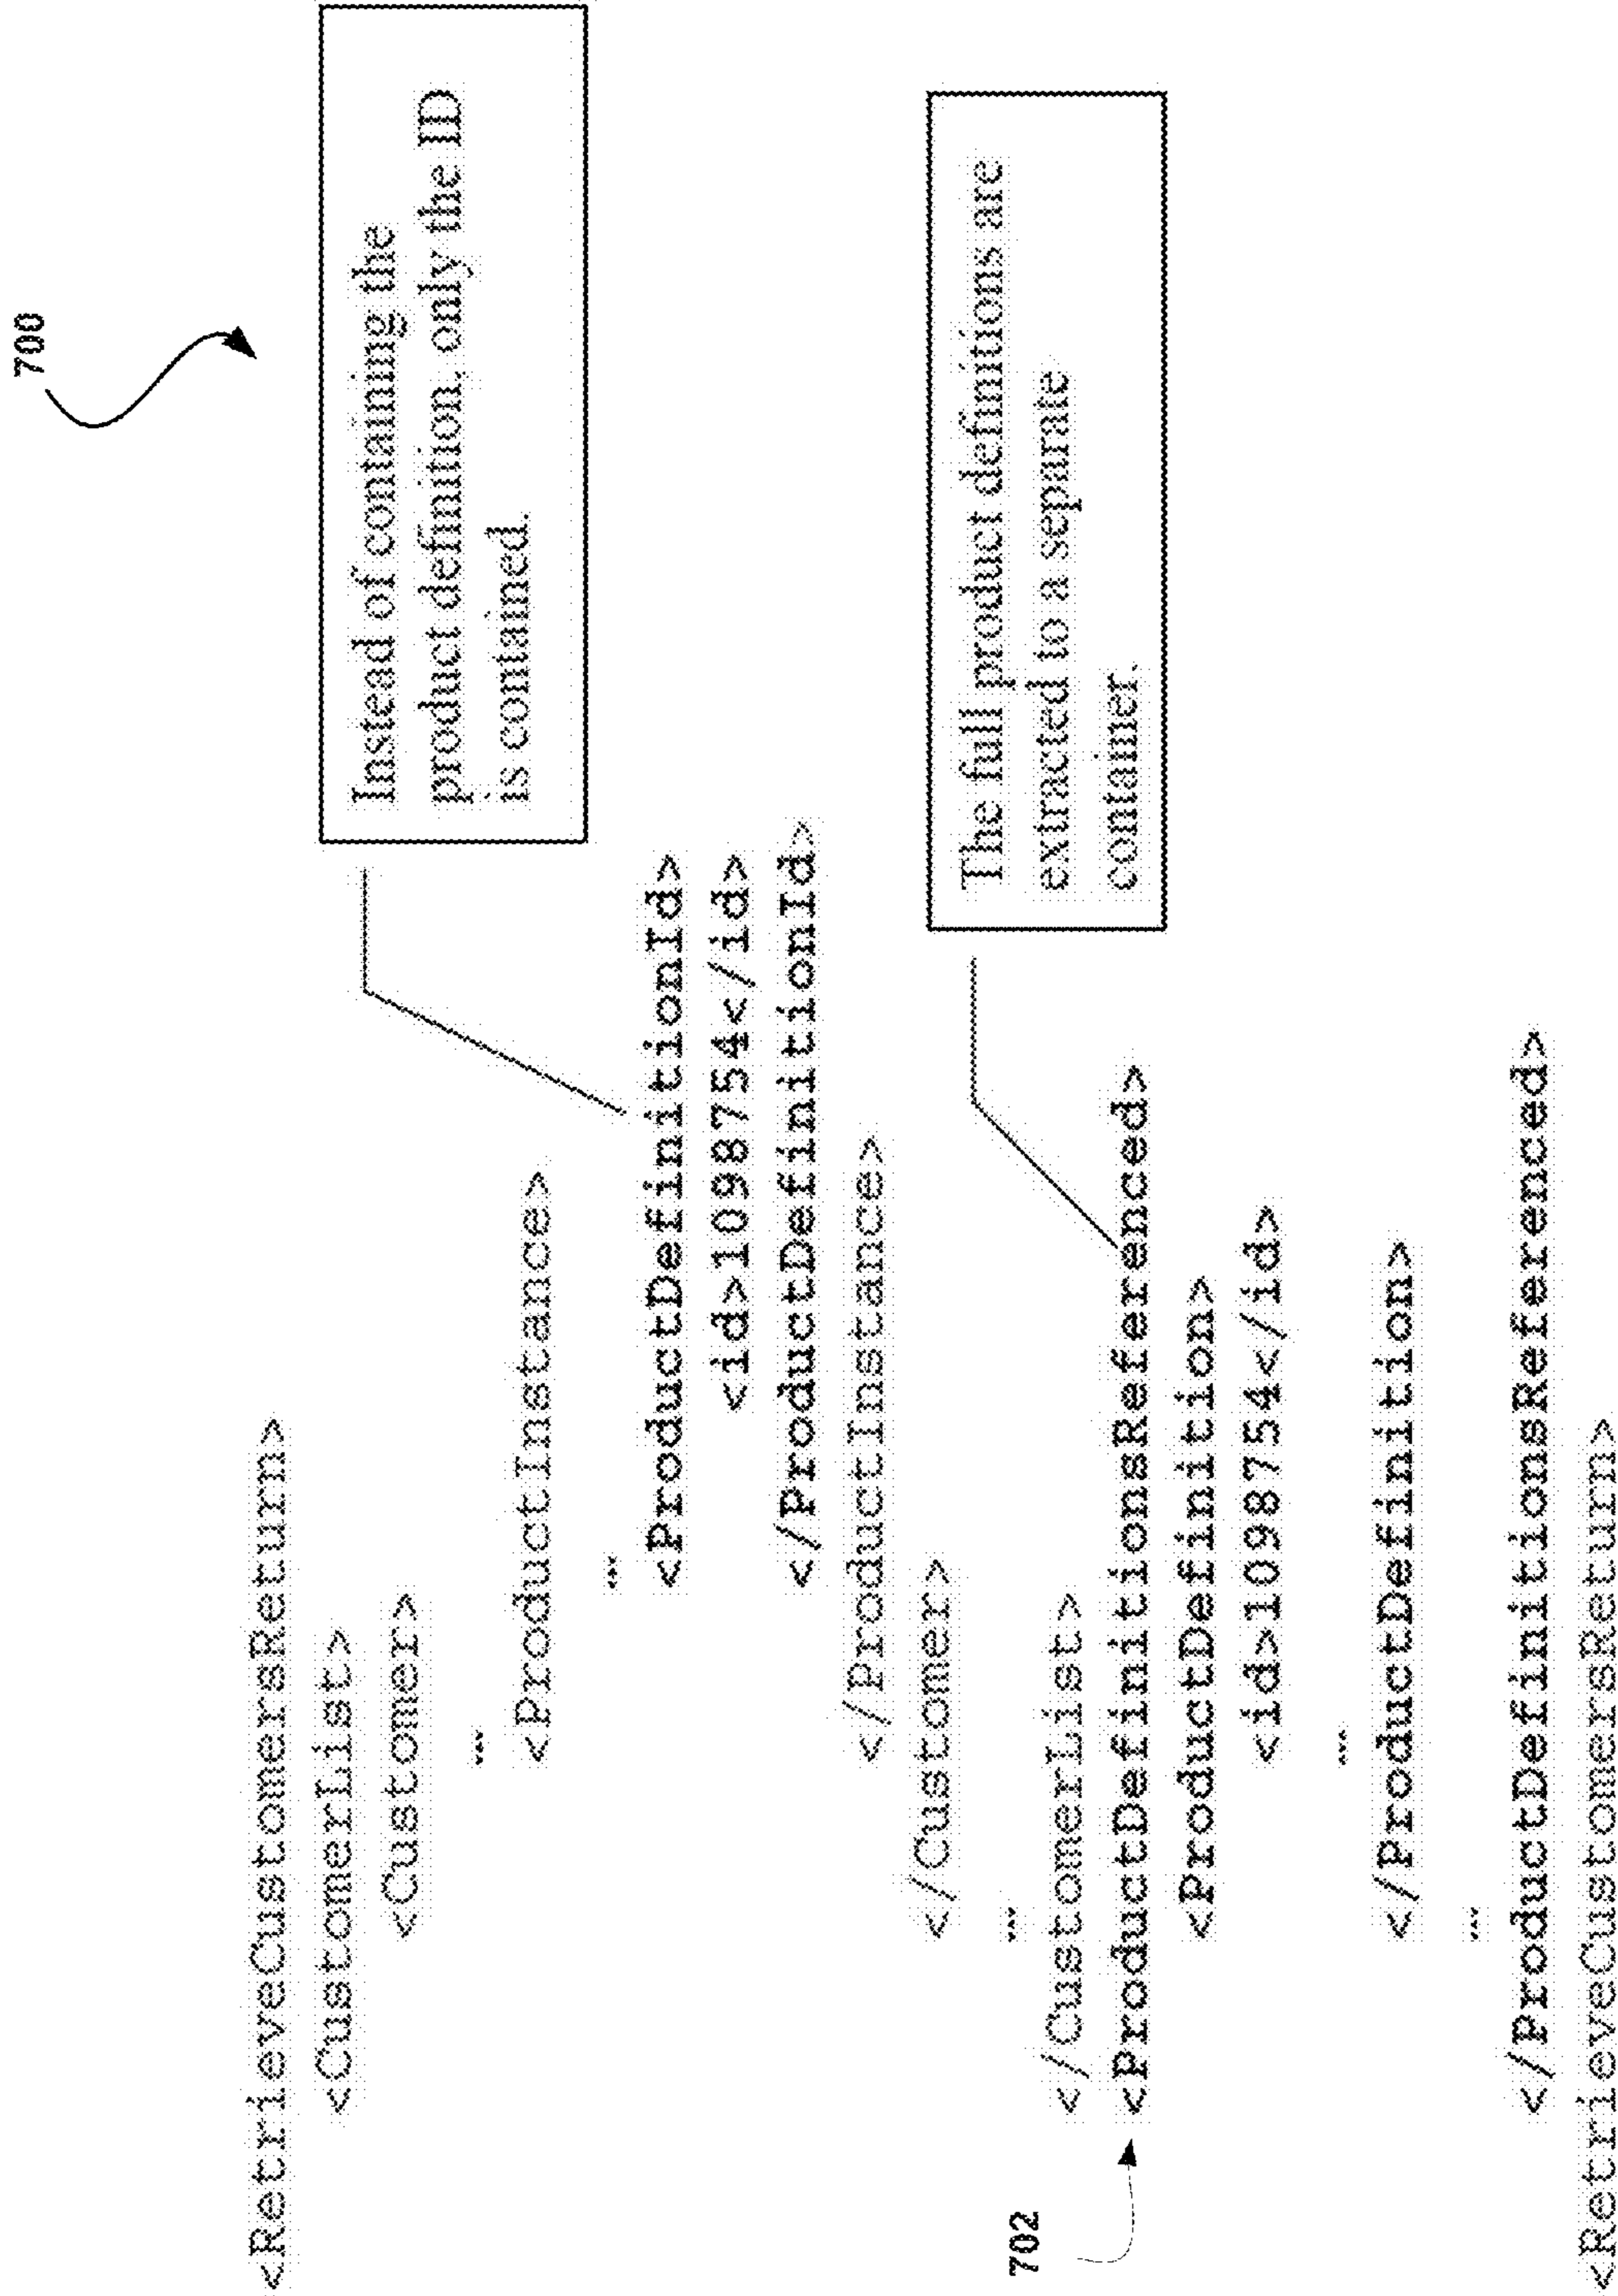 700
<RetrieveCustomersReturn>
<CustomerList>
<Customer>
...
<ProductInstance>
...
<ProductDefinitionId>
<id>1098754</id>
</ProductDefinitionId>
</ProductInstance>
</Customer>
...
</CustomerList>
<ProductDefinitionsReferenced>
<ProductDefinition>
<id>1098754</id>
...
</ProductDefinition>
...
</ProductDefinitionsReferenced>
<RetrieveCustomersReturn>
Instead of containing the
product definition, only the ID
is contained.
The full product definitions are
extracted to a separate
container.
702